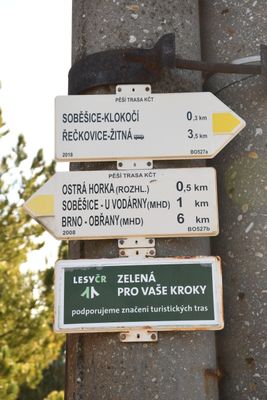 PĚŠÍ TRASA KČT
SOBĚŠICE-KLOKOČÍ 0,3 km
ŘEČKOVICE-ŽITNÁ 3,5 km
2018 BO527a
PĚŠÍ TRASA KČT
OSTRÁ HORKA (ROZHL.) 0,5 km
SOBĚŠICE - U VODÁRNY (MHD) 1 km
BRNO - OBŘANY (MHD) 6 km
2008 BO527b
LESYČR ZELENÁ
PRO VAŠE KROKY
podporujeme značení turistických tras